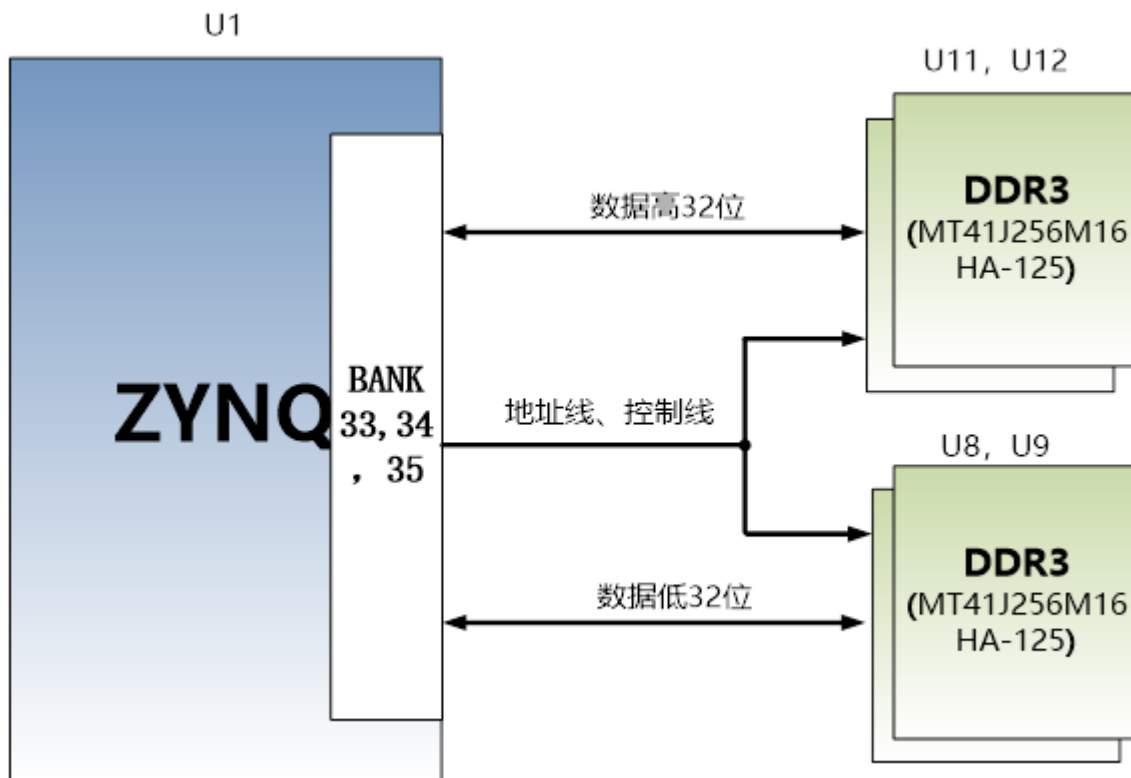 U1
U11，U12
DDR3
(MT41J256M16
HA-125)
数据高32位
ZYNQ
BANK
33,34
，35
地址线、控制线
U8，U9
DDR3
(MT41J256M16
HA-125)
数据低32位